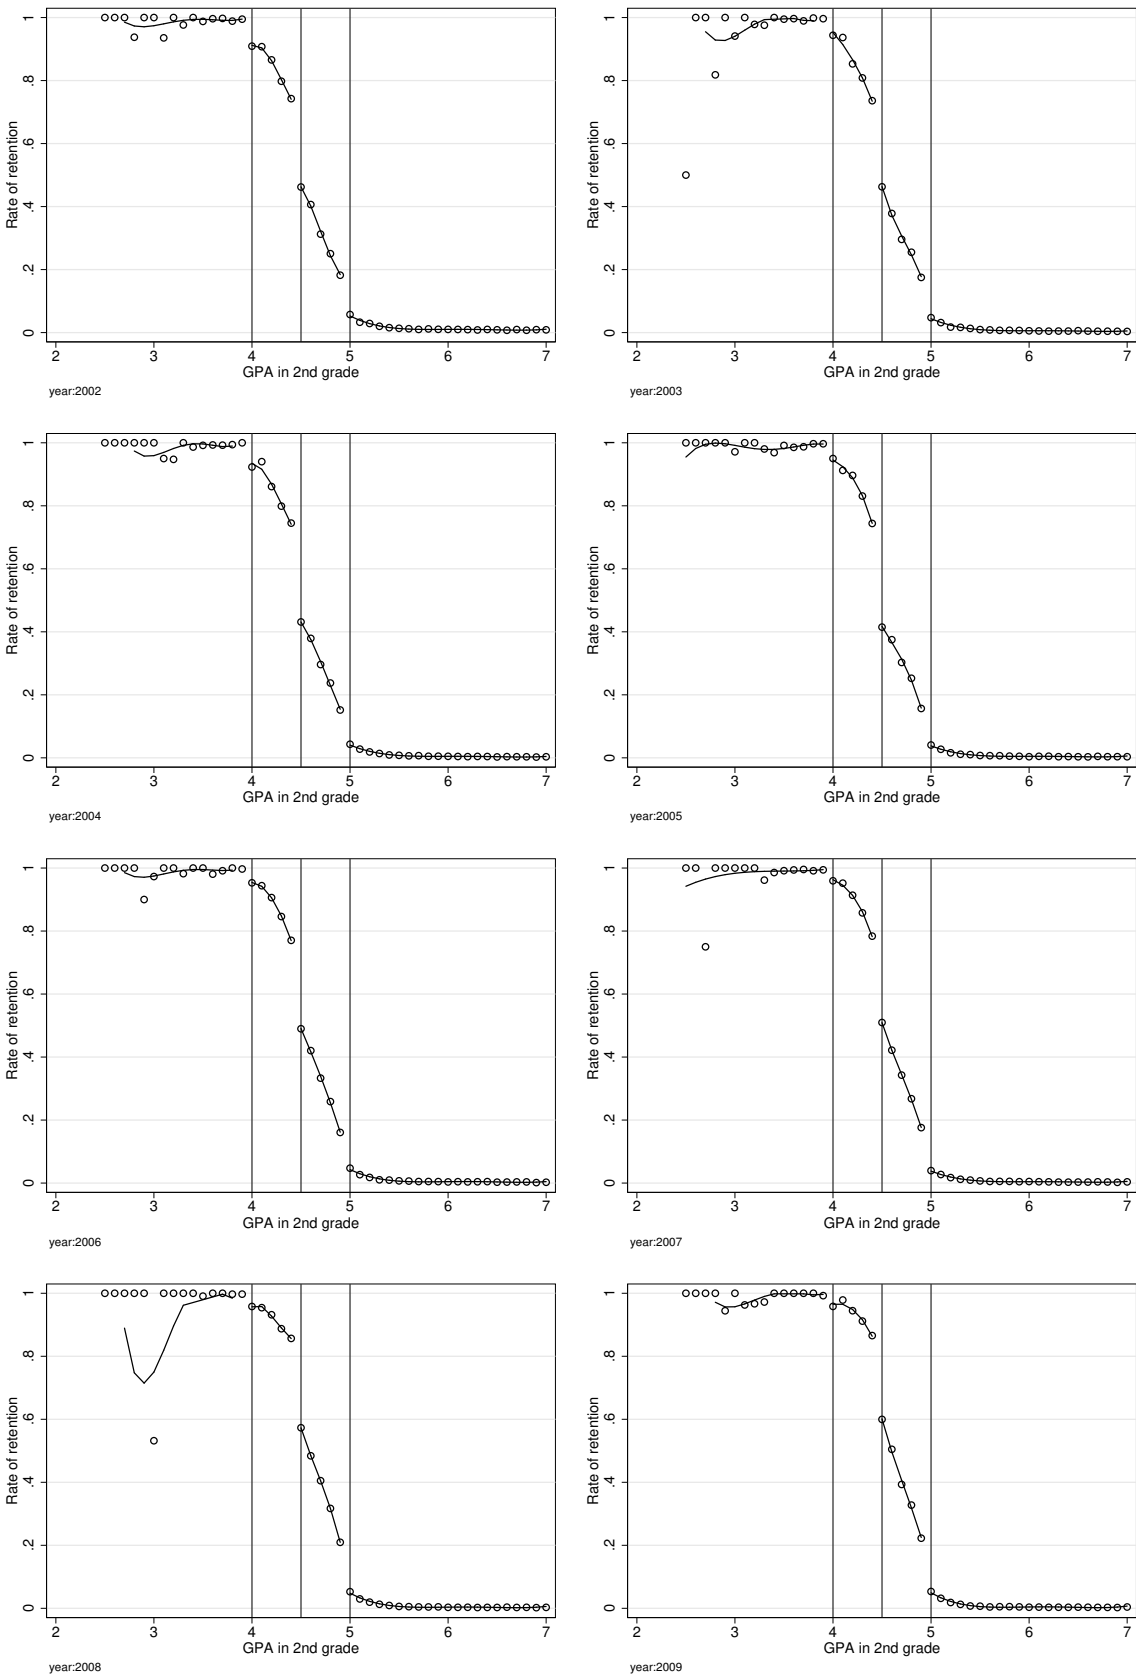 Rate of retention
0 .2 .4 .6 .8 1
2 3 4 5 6 7
GPA in 2nd grade
year:2002
Rate of retention
0 .2 .4 .6 .8 1
2 3 4 5 6 7
GPA in 2nd grade
year:2003
Rate of retention
0 .2 .4 .6 .8 1
2 3 4 5 6 7
GPA in 2nd grade
year:2004
Rate of retention
0 .2 .4 .6 .8 1
2 3 4 5 6 7
GPA in 2nd grade
year:2005
Rate of retention
0 .2 .4 .6 .8 1
2 3 4 5 6 7
GPA in 2nd grade
year:2006
Rate of retention
0 .2 .4 .6 .8 1
2 3 4 5 6 7
GPA in 2nd grade
year:2007
Rate of retention
0 .2 .4 .6 .8 1
2 3 4 5 6 7
GPA in 2nd grade
year:2008
Rate of retention
0 .2 .4 .6 .8 1
2 3 4 5 6 7
GPA in 2nd grade
year:2009